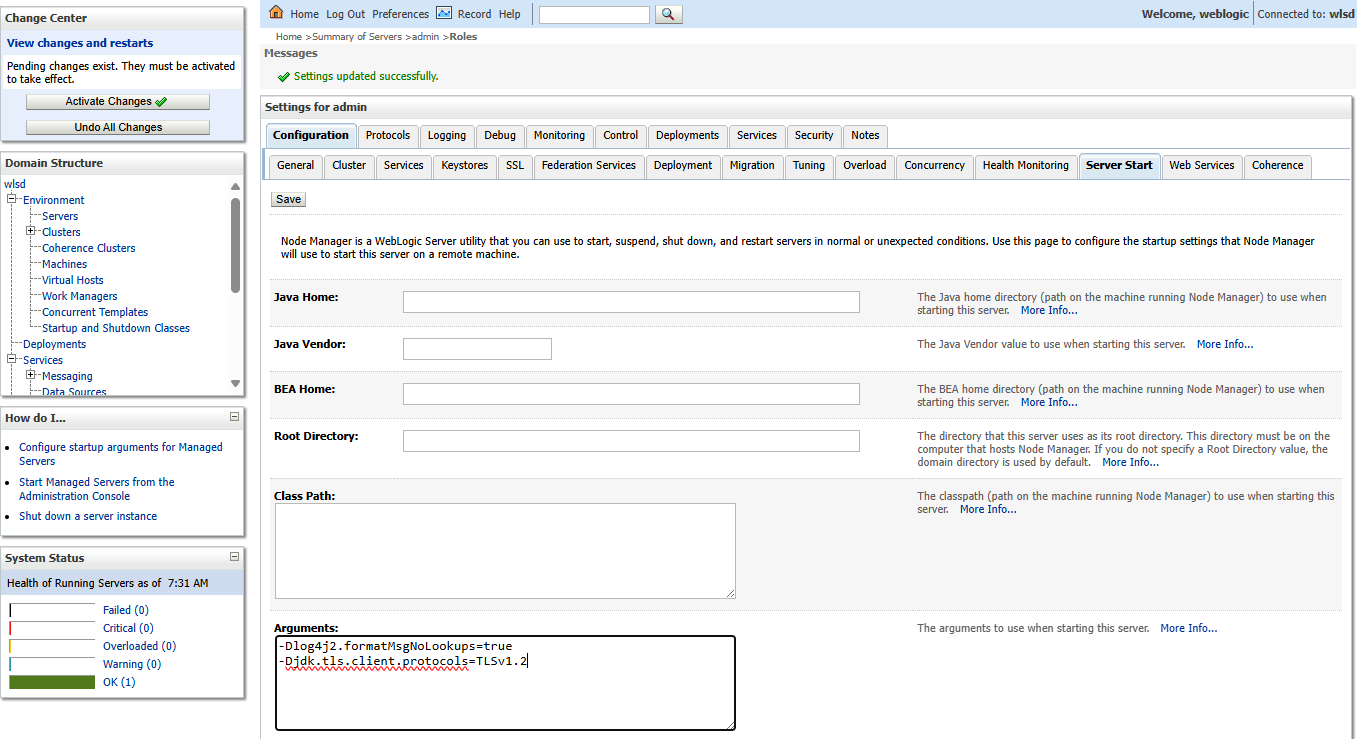 Change Center
View changes and restarts
Pending changes exist. They must be activated
to take effect.
Activate Changes
Undo All Changes
Domain Structure
wlsd
Environment
Servers
Clusters
Coherence Clusters
Machines
Virtual Hosts
Work Managers
Concurrent Templates
Startup and Shutdown Classes
Deployments
Services
Messaging
Data Sources
How do I...
Configure startup arguments for Managed
Servers
Start Managed Servers from the
Administration Console
Shut down a server instance
System Status
Health of Running Servers as of 7:31 AM
Failed (0)
Critical (0)
Overloaded (0)
Warning (0)
OK (1)
Home Log Out Preferences Record Help
Welcome, weblogic Connected to: wlsd
Home >Summary of Servers >admin >Roles
Messages
Settings updated successfully.
Settings for admin
Configuration Protocols Logging Debug Monitoring Control Deployments Services Security Notes
General Cluster Services Keystores SSL Federation Services Deployment Migration Tuning Overload Concurrency Health Monitoring Server Start Web Services Coherence
Save
Node Manager is a WebLogic Server utility that you can use to start, suspend, shut down, and restart servers in normal or unexpected conditions. Use this page to configure the startup settings that Node Manager
will use to start this server on a remote machine.
Java Home:
The Java home directory (path on the machine running Node Manager) to use when
starting this server. More Info...
Java Vendor:
The Java Vendor value to use when starting this server. More Info...
BEA Home:
The BEA home directory (path on the machine running Node Manager) to use when
starting this server. More Info...
Root Directory:
The directory that this server uses as its root directory. This directory must be on the
computer that hosts Node Manager. If you do not specify a Root Directory value, the
domain directory is used by default. More Info...
Class Path:
The classpath (path on the machine running Node Manager) to use when starting this
server. More Info...
Arguments:
The arguments to use when starting this server. More Info...
-Dlog4j2.formatMsgNoLookups=true
-Djdk.tls.client.protocols=TLSv1.2